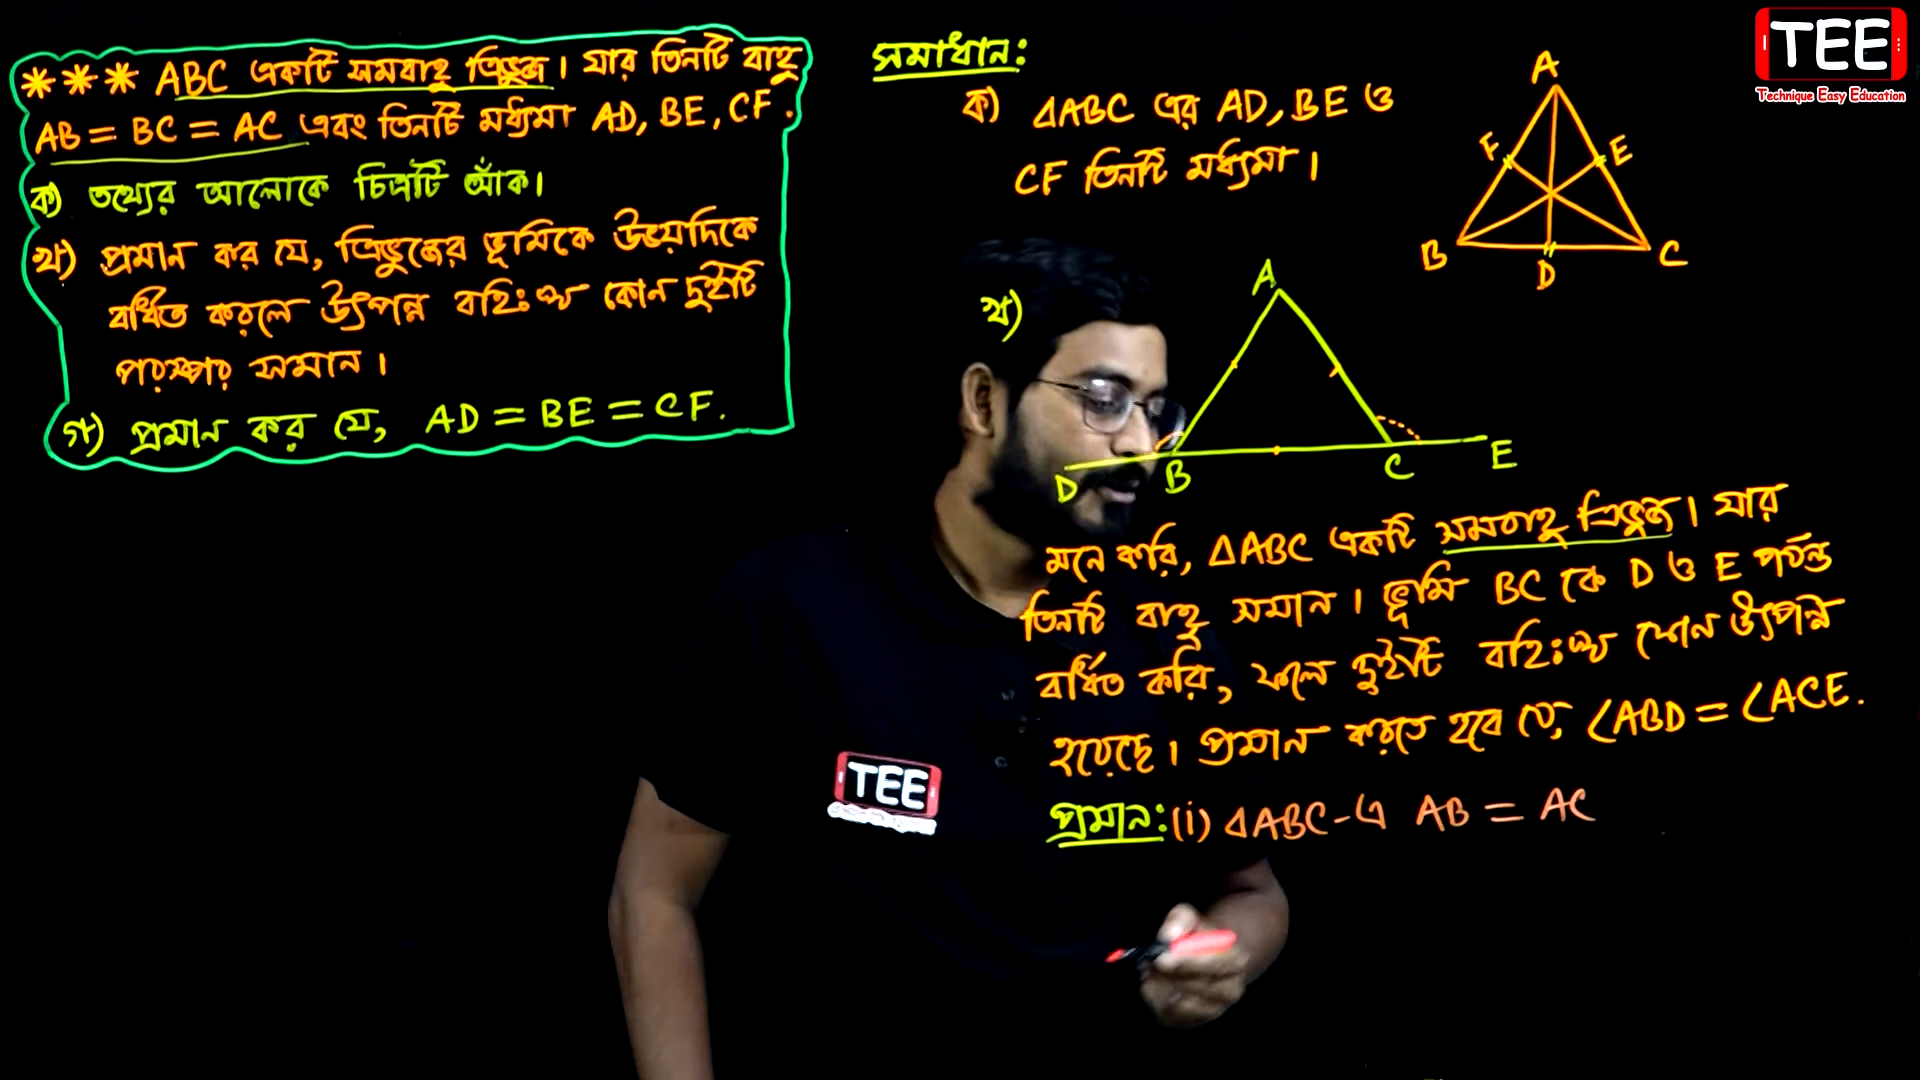 *** ABC একটি সমবাহু ত্রিভুজ। যার তিনটি বাহু
AB = BC = AC এবং তিনটি মধ্যমা AD, BE, CF.
ক) তথ্যের আলোকে চিত্রটি আঁক।
খ) প্রমান কর যে, ত্রিভুজের ভূমিকে উভয়দিকে
বর্ধিত করলে উৎপন্ন বহিঃস্থ কোন দুইটি
পরস্পর সমান।
গ) প্রমান কর যে, AD = BE = CF.
সমাধান:
ক) ΔABC এর AD, BE ও
CF তিনটি মধ্যমা।
A
F
E
B
D
C
TEE
Technique Easy Education
খ)
A
D
B
C
E
মনে করি, ΔABC একটি সমবাহু ত্রিভুজ। যার
তিনটি বাহু সমান। ভূমি BC কে D ও E পর্যন্ত
বর্ধিত করি, ফলে দুইটি বহিঃস্থ কোন উৎপন্ন
হয়েছে। প্রমান করতে হবে যে, ∠ABD = ∠ACE.
প্রমান: (i) ΔABC-এ AB = AC
TEE